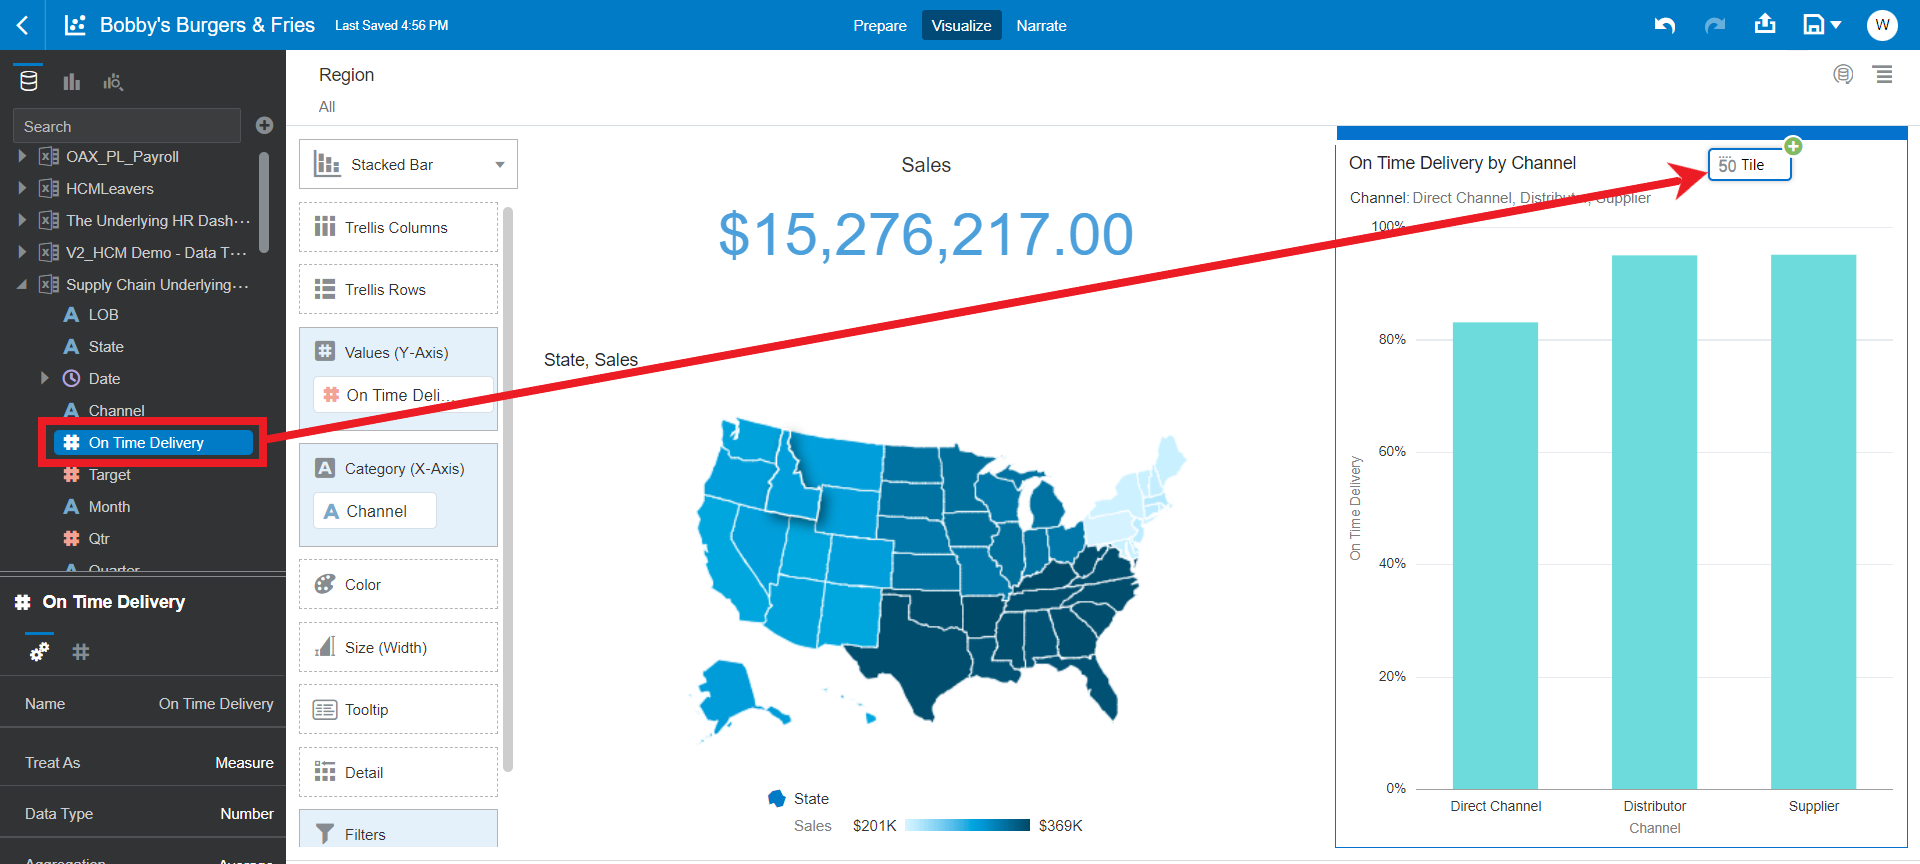 Bobby's Burgers & Fries Last Saved 4:56 PM Prepare Visualize Narrate W
Search
OAX_PL_Payroll
HCMLeavers
The Underlying HR Dash...
V2_HCM Demo - Data T...
Supply Chain Underlying...
A LOB
A State
Date
A Channel
# On Time Delivery
# Target
A Month
# Qtr
A Quarter
# On Time Delivery
#
Name On Time Delivery
Treat As Measure
Data Type Number
Aggregation Average
Region
All
Stacked Bar
Trellis Columns
Trellis Rows
# Values (Y-Axis)
# On Time Deli...
A Category (X-Axis)
A Channel
Color
Size (Width)
Tooltip
Detail
Filters
Sales
$15,276,217.00
State, Sales
State
Sales $201K $369K
On Time Delivery by Channel
50 Tile
Channel: Direct Channel, Distributor, Supplier
100%
80%
60%
40%
20%
0%
On Time Delivery
Direct Channel Distributor Supplier
Channel